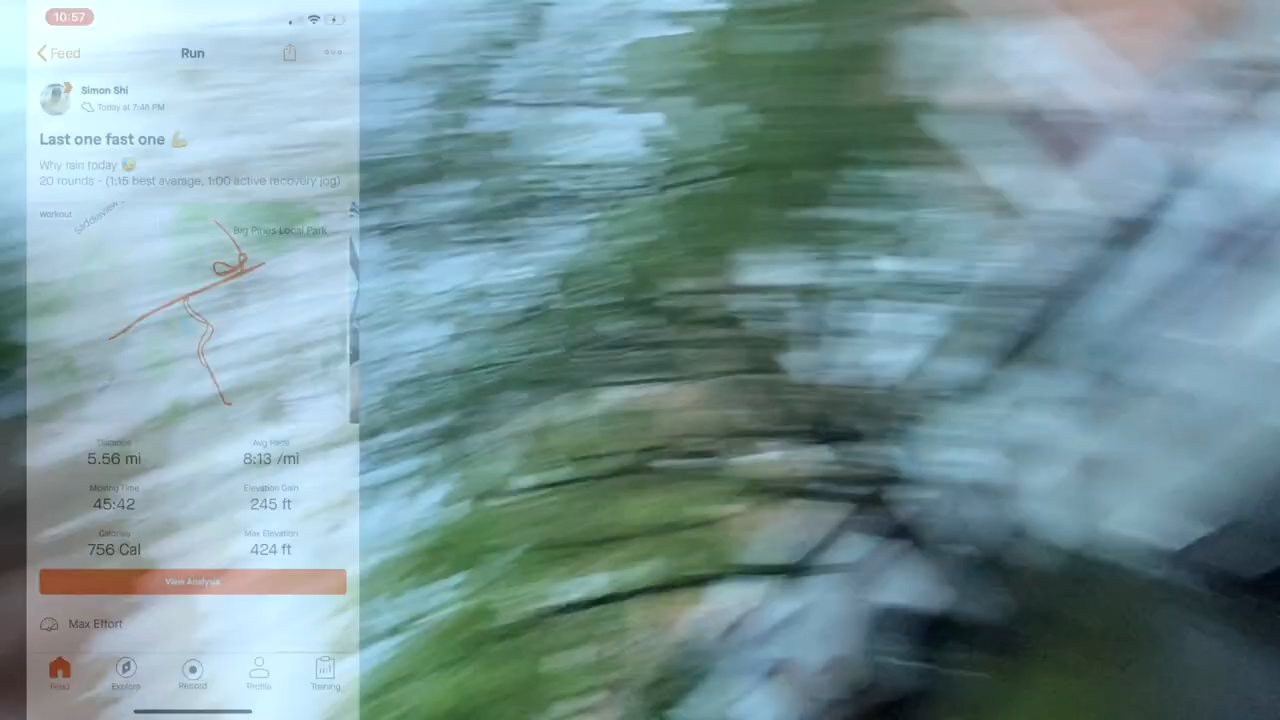 10:57
Feed
Run
Simon Shi
Today at 7:46 PM
Last one fast one 💪
Why rain today
20 rounds - (1:15 best average, 1:00 active recovery jog)
Workout
Saddleview
Big Pines Local Park
Distance
Avg Pace
5.56 mi
8:13 /mi
Moving Time
Elevation Gain
45:42
245 ft
Calories
Max Elevation
756 Cal
424 ft
View Analysis
Max Effort
Feed
Explore
Record
Profile
Training